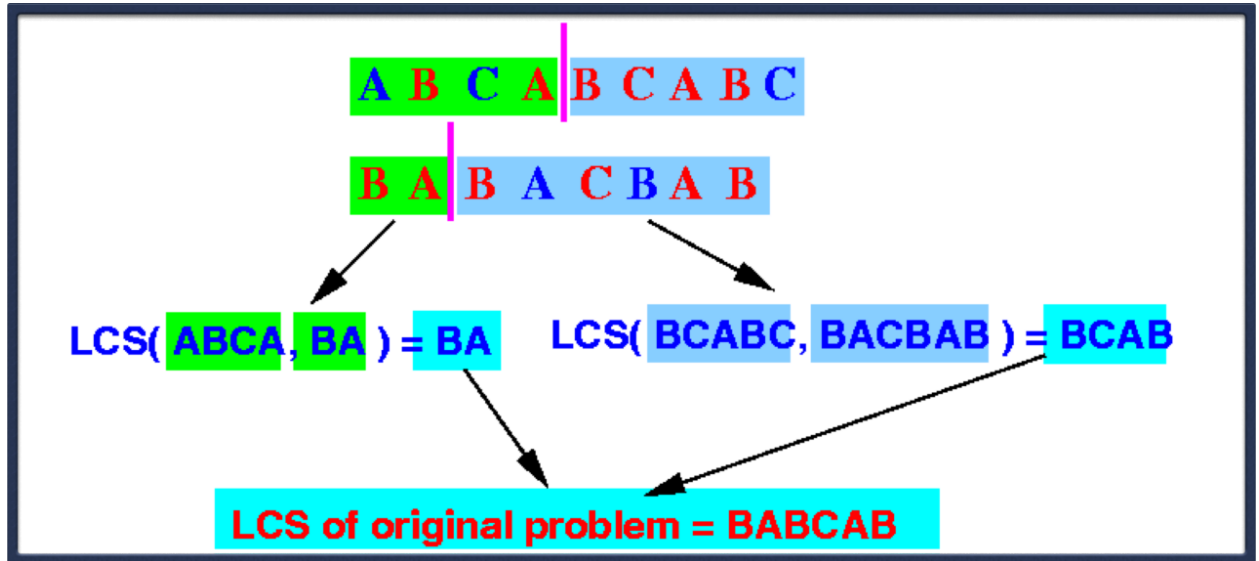 A B C A B C A B C
B A B A C B A B
LCS( ABCA, BA ) = BA
LCS( BCABC, BACBAB ) = BCAB
LCS of original problem = BABCAB